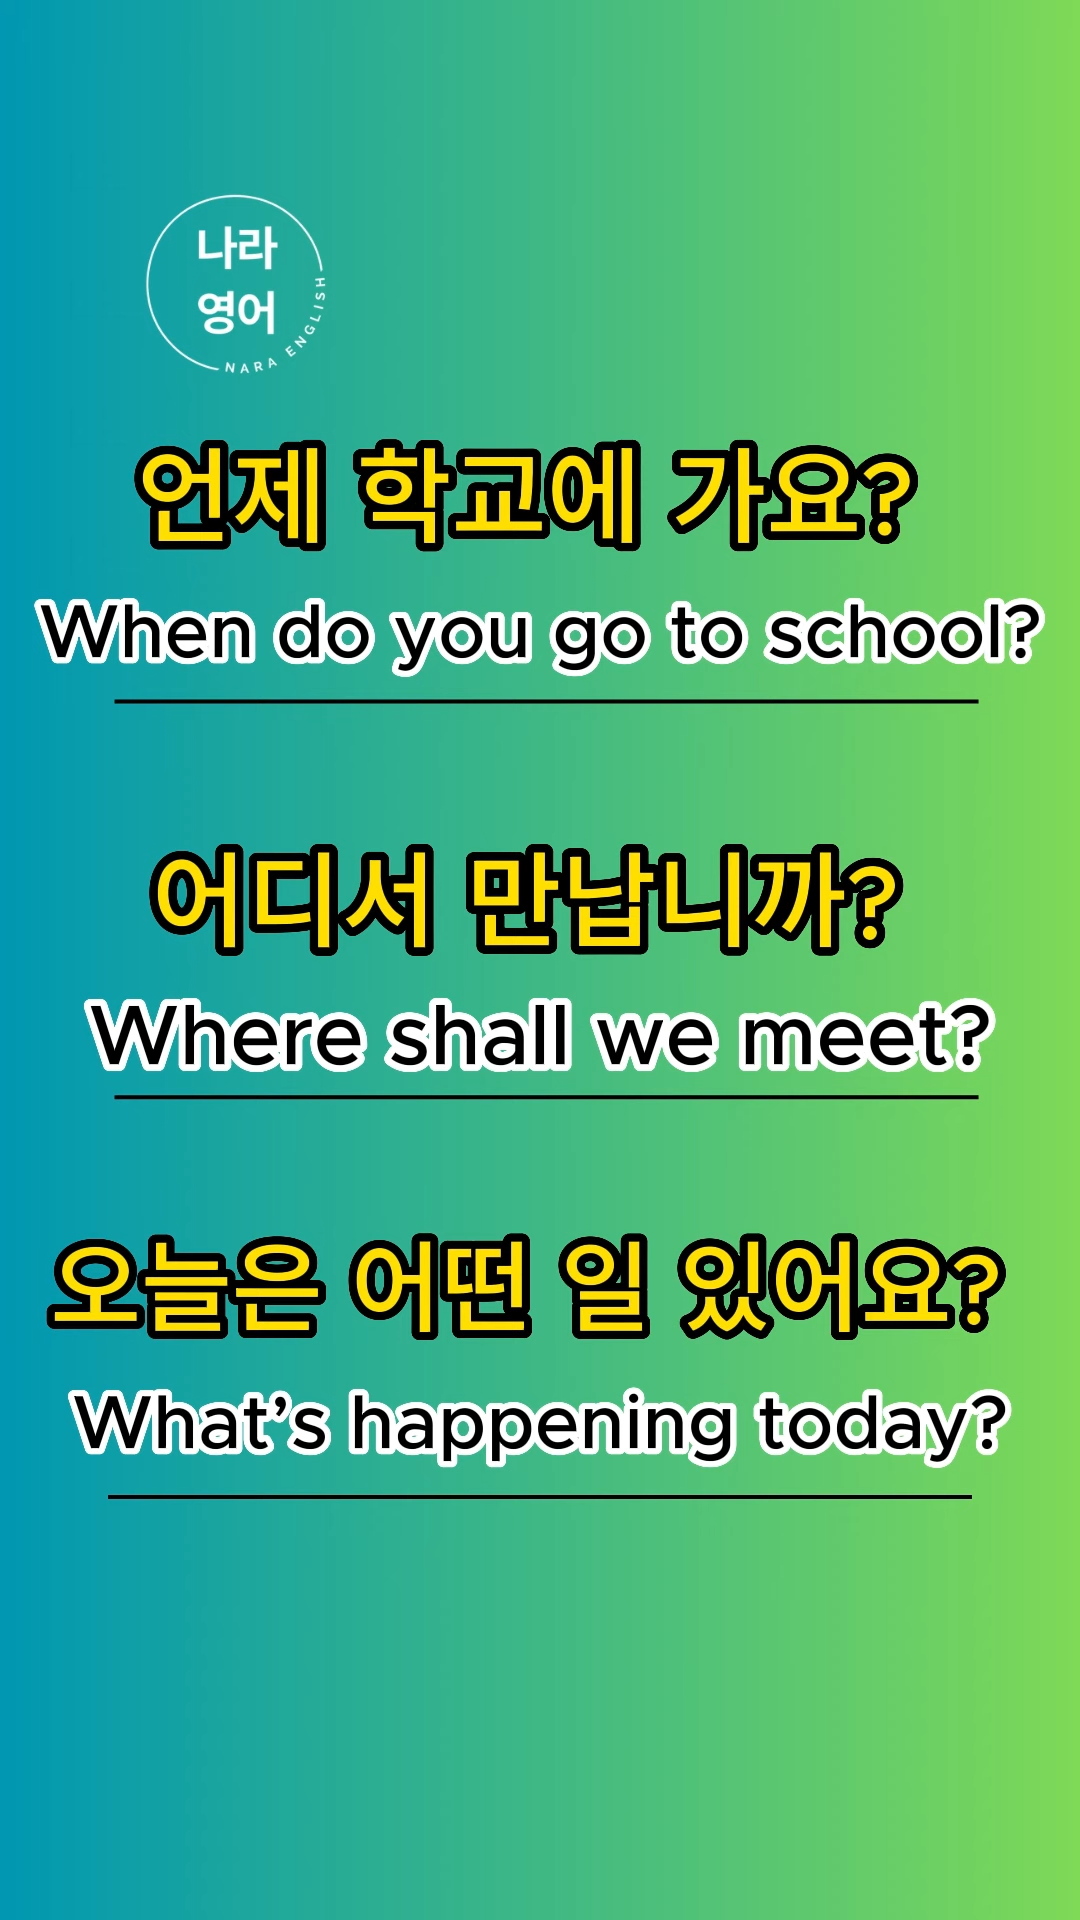 나라
영어
NARA ENGLISH
언제 학교에 가요?
When do you go to school?
어디서 만납니까?
Where shall we meet?
오늘은 어떤 일 있어요?
What’s happening today?